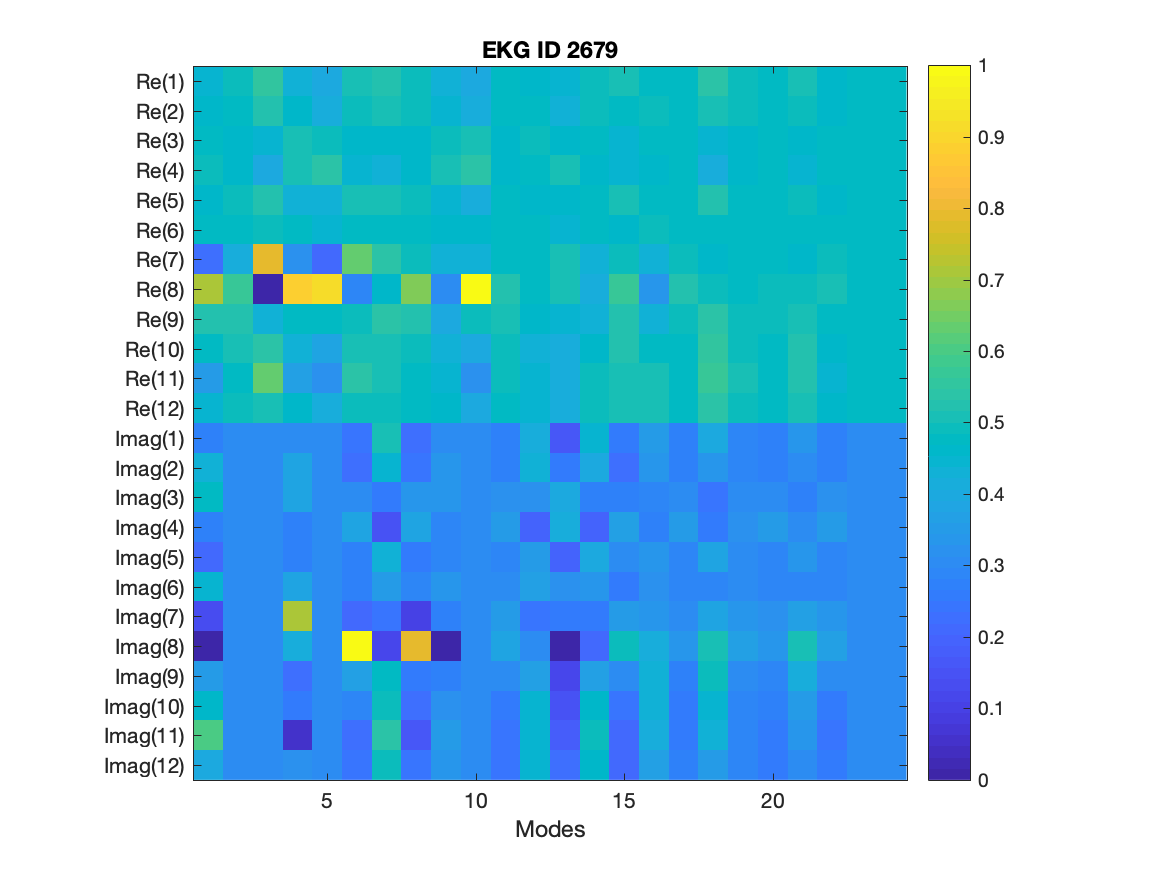 EKG ID 2679
Re(1)
Re(2)
Re(3)
Re(4)
Re(5)
Re(6)
Re(7)
Re(8)
Re(9)
Re(10)
Re(11)
Re(12)
Imag(1)
Imag(2)
Imag(3)
Imag(4)
Imag(5)
Imag(6)
Imag(7)
Imag(8)
Imag(9)
Imag(10)
Imag(11)
Imag(12)
5 10 15 20
Modes
1
0.9
0.8
0.7
0.6
0.5
0.4
0.3
0.2
0.1
0